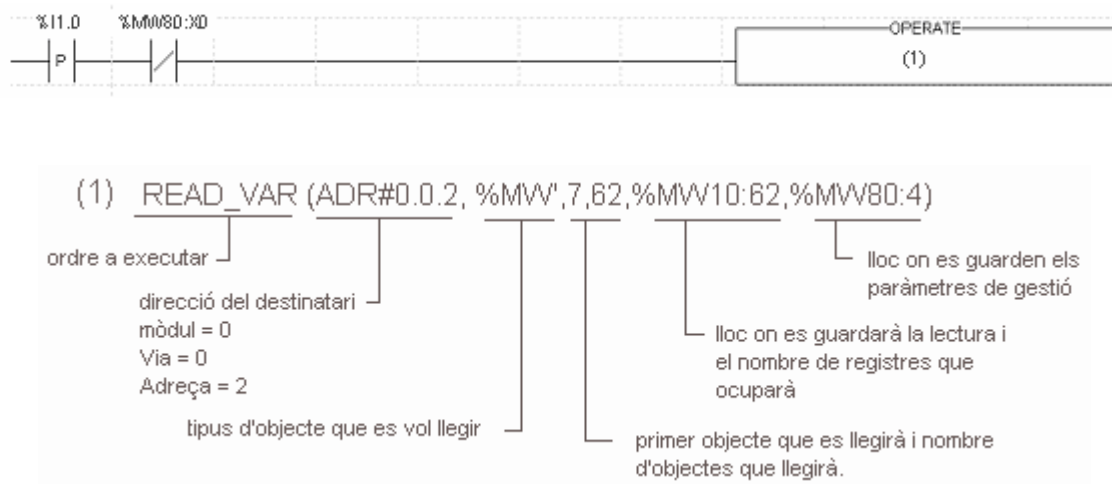 %I1.0 %MW80:X0
OPERATE
P
(1)
(1) READ_VAR (ADR#0.0.2, %MW',7,62,%MW10:62,%MW80:4)
ordre a executar
lloc on es guarden els
paràmetres de gestió
direcció del destinatari
mòdul = 0
Via = 0
Adreça = 2
lloc on es guardarà la lectura i
el nombre de registres que
ocuparà
tipus d'objecte que es vol llegir
primer objecte que es llegirà i nombre
d'objectes que llegirà.